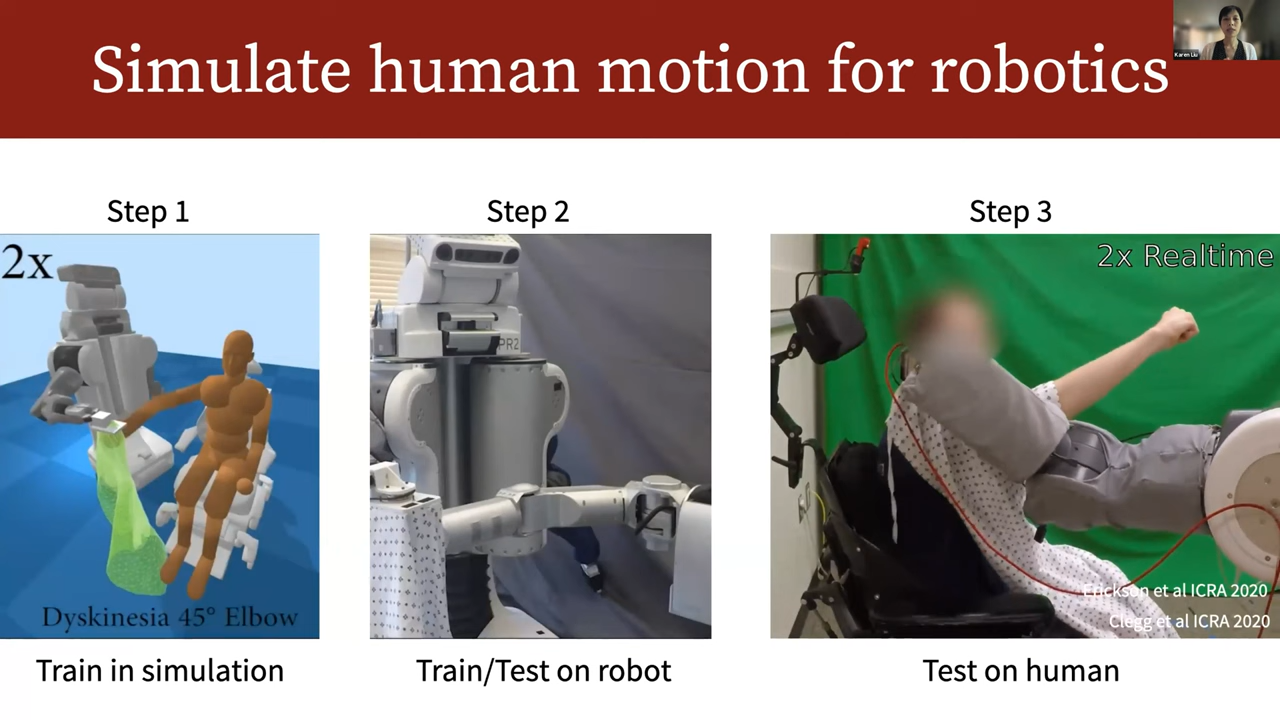 Simulate human motion for robotics
Karen Liu
Step 1
Step 2
Step 3
2x
PR2
2x Realtime
Dyskinesia 45° Elbow
Erickson et al ICRA 2020
Clegg et al ICRA 2020
Train in simulation
Train/Test on robot
Test on human